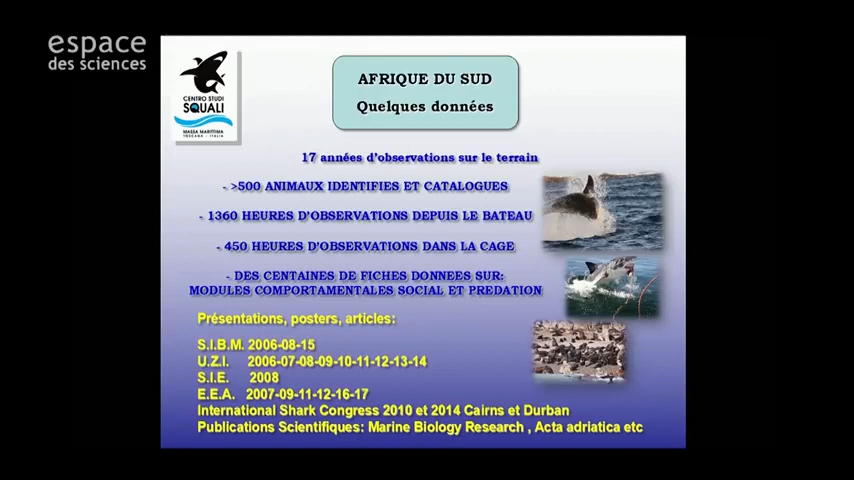 espace
des sciences
CENTRO STUDI
SQUALI
MASSA MARITTIMA
TOSCANA - ITALIA
AFRIQUE DU SUD
Quelques données
17 années d'observations sur le terrain
- >500 ANIMAUX IDENTIFIES ET CATALOGUES
- 1360 HEURES D'OBSERVATIONS DEPUIS LE BATEAU
- 450 HEURES D'OBSERVATIONS DANS LA CAGE
- DES CENTAINES DE FICHES DONNEES SUR:
MODULES COMPORTAMENTALES SOCIAL ET PREDATION
Présentations, posters, articles:
S.I.B.M. 2006-08-15
U.Z.I. 2006-07-08-09-10-11-12-13-14
S.I.E. 2008
E.E.A. 2007-09-11-12-16-17
International Shark Congress 2010 et 2014 Cairns et Durban
Publications Scientifiques: Marine Biology Research , Acta adriatica etc